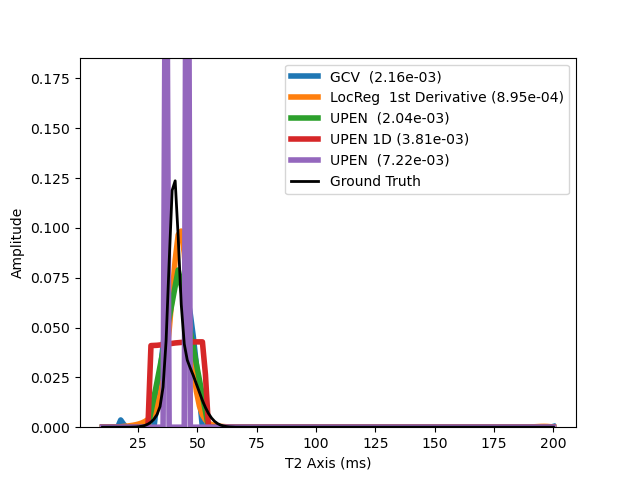 GCV  (2.16e-03)
LocReg  1st Derivative (8.95e-04)
UPEN  (2.04e-03)
UPEN 1D (3.81e-03)
UPEN  (7.22e-03)
Ground Truth
Amplitude
0.175
0.150
0.125
0.100
0.075
0.050
0.025
0.000
25 50 75 100 125 150 175 200
T2 Axis (ms)